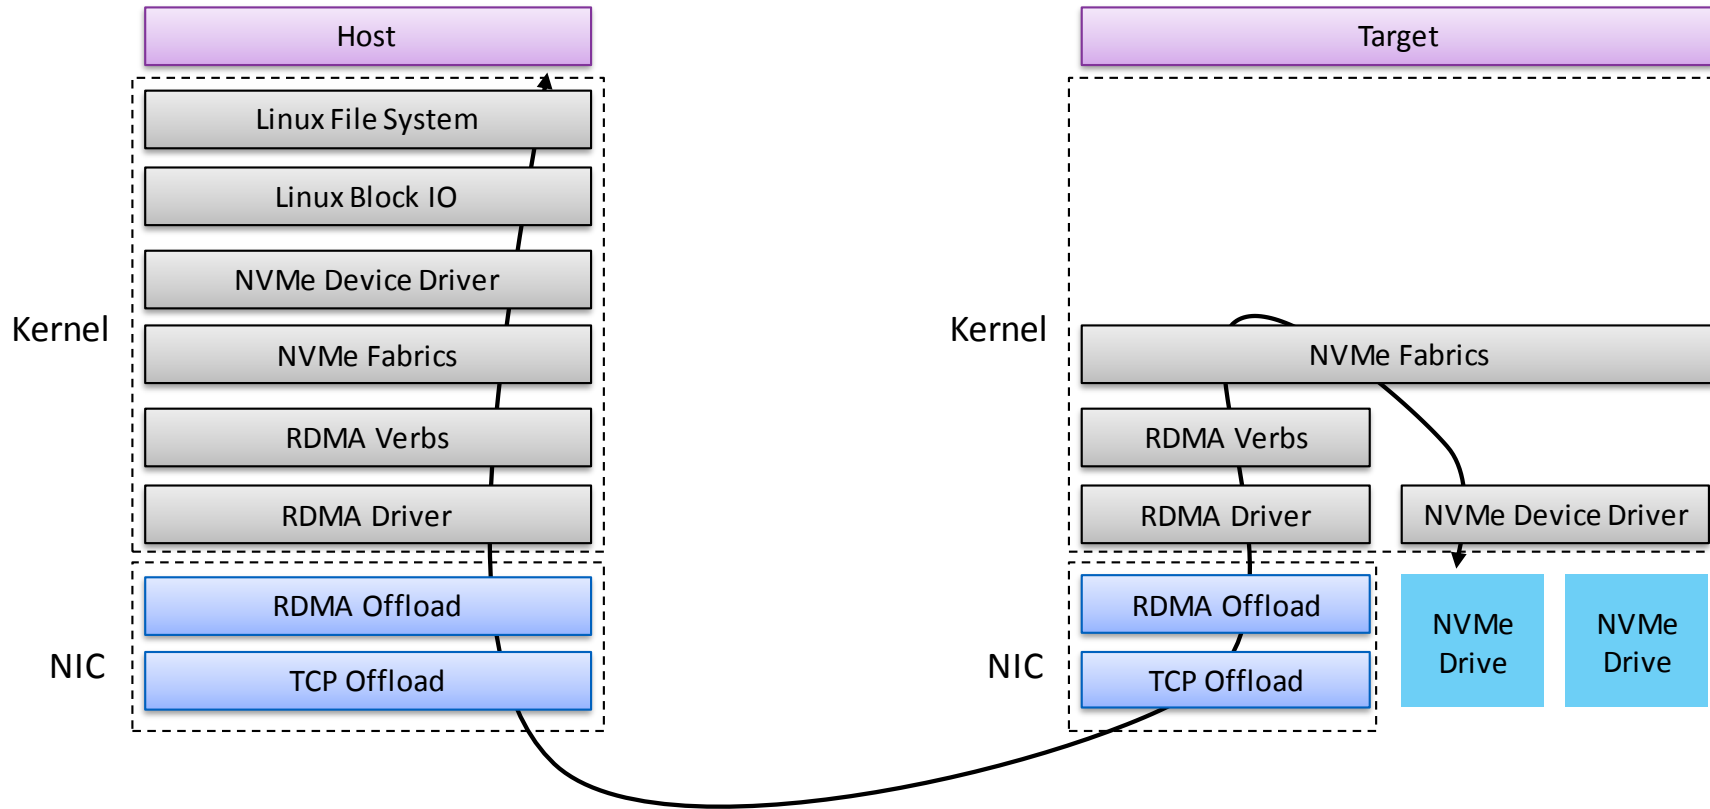 Host
Linux File System
Linux Block IO
NVMe Device Driver
Kernel
NVMe Fabrics
RDMA Verbs
RDMA Driver
RDMA Offload
NIC
TCP Offload
Target
Kernel
NVMe Fabrics
RDMA Verbs
RDMA Driver
NVMe Device Driver
RDMA Offload
NIC
TCP Offload
NVMe
Drive
NVMe
Drive